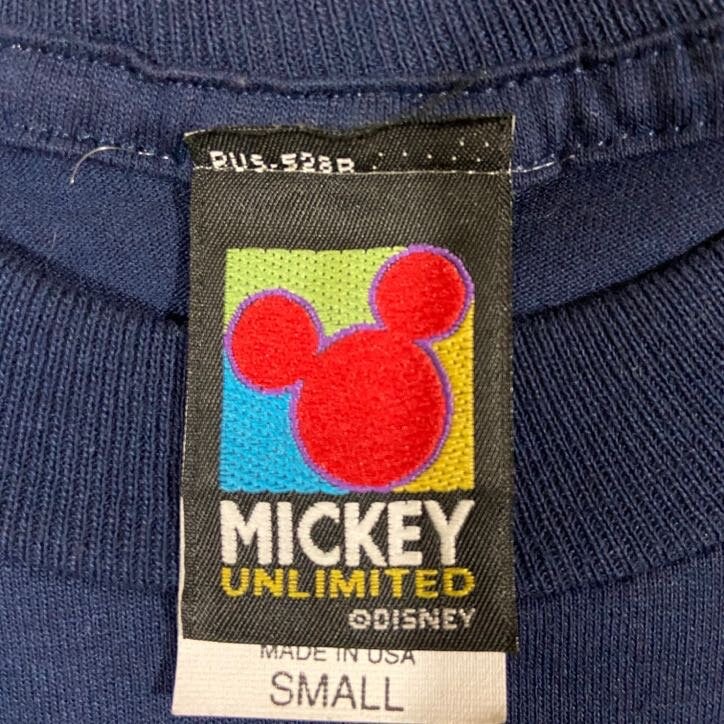 RUS-528R
MICKEY
UNLIMITED
©DISNEY
MADE IN USA
SMALL